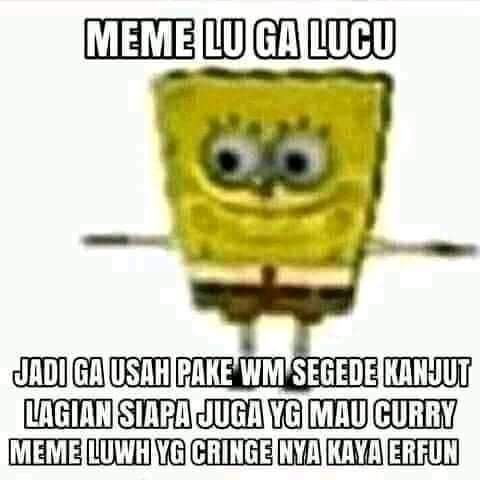 MEME LU GA LUCU
JADI GA USAH PAKE WM SEGEDE KANJUT
LAGIAN SIAPA JUGA YG MAU CURRY
MEME LUWH YG CRINGE NYA KAYA ERFUN